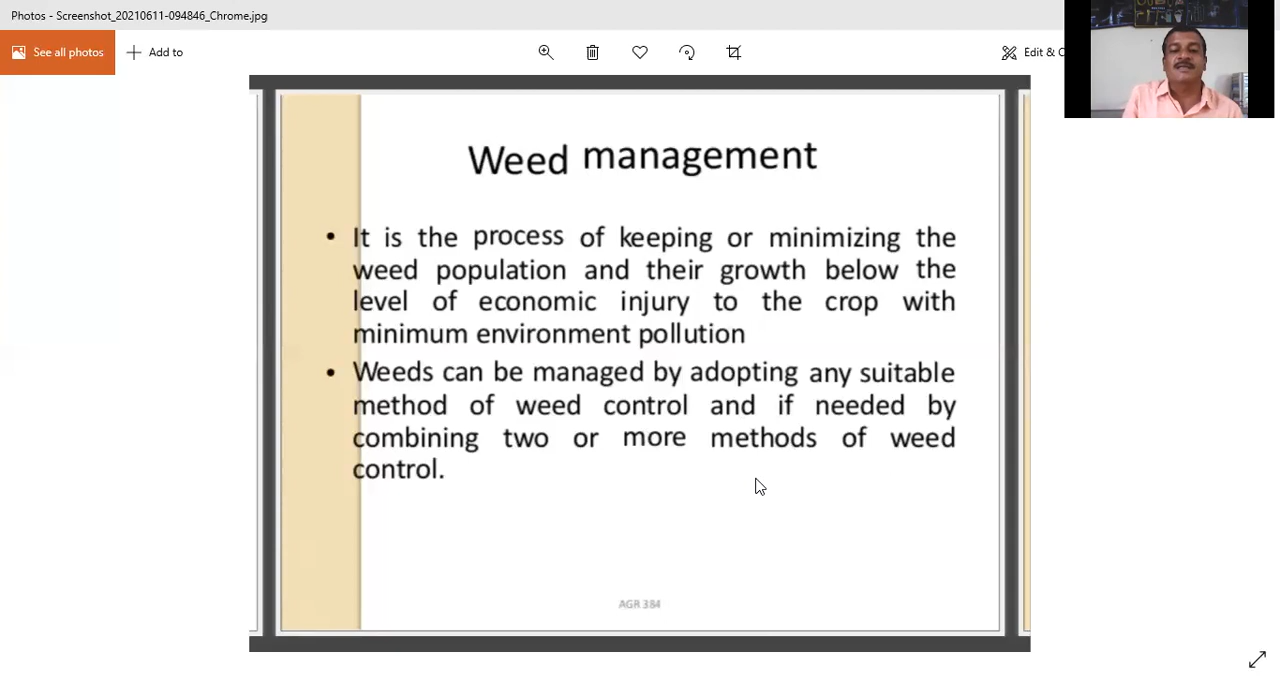 Photos - Screenshot_20210611-094846_Chrome.jpg
See all photos
Add to
Edit & C
Weed management
• It is the process of keeping or minimizing the
weed population and their growth below the
level of economic injury to the crop with
minimum environment pollution
• Weeds can be managed by adopting any suitable
method of weed control and if needed by
combining two or more methods of weed
control.
AGR 384